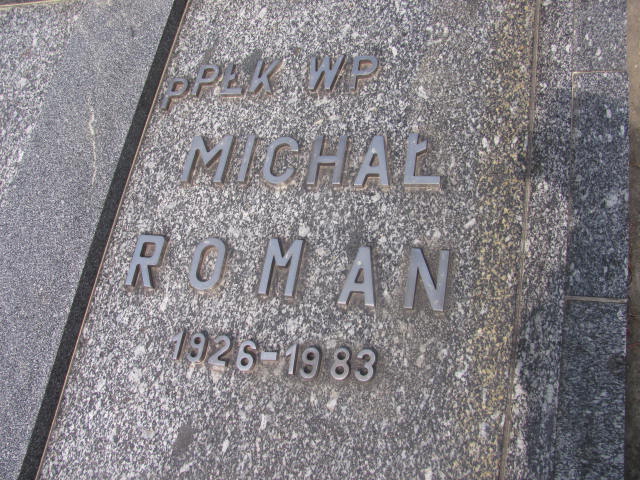 PPŁK WP
MICHAŁ
ROMAN
1926-1983